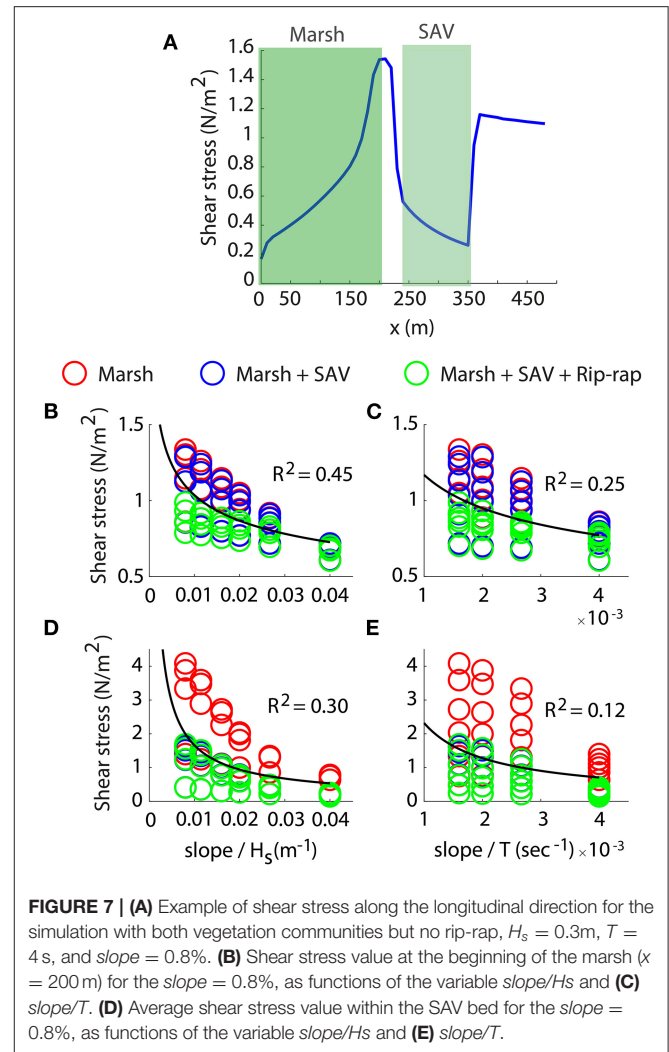 A
Marsh
SAV
1.6
1.4
1.2
1
0.8
0.6
0.4
0.2
0
Shear stress (N/m²)
0 50 150 250 350 450
x (m)
Marsh Marsh + SAV Marsh + SAV + Rip-rap
B
1.5
1
0.5
Shear stress (N/m²)
R² = 0.45
0 0.01 0.02 0.03 0.04
C
1.5
1
0.5
R² = 0.25
1 2 3 4
×10⁻³
D
4
3
2
1
0
Shear stress (N/m²)
R² = 0.30
0 0.01 0.02 0.03 0.04
slope / Hₛ(m⁻¹)
E
4
3
2
1
0
R² = 0.12
1 2 3 4
slope / T (sec⁻¹) ×10⁻³
FIGURE 7 | (A) Example of shear stress along the longitudinal direction for the
simulation with both vegetation communities but no rip-rap, Hₛ = 0.3m, T =
4 s, and slope = 0.8%. (B) Shear stress value at the beginning of the marsh (x
= 200 m) for the slope = 0.8%, as functions of the variable slope/Hs and (C)
slope/T. (D) Average shear stress value within the SAV bed for the slope =
0.8%, as functions of the variable slope/Hs and (E) slope/T.